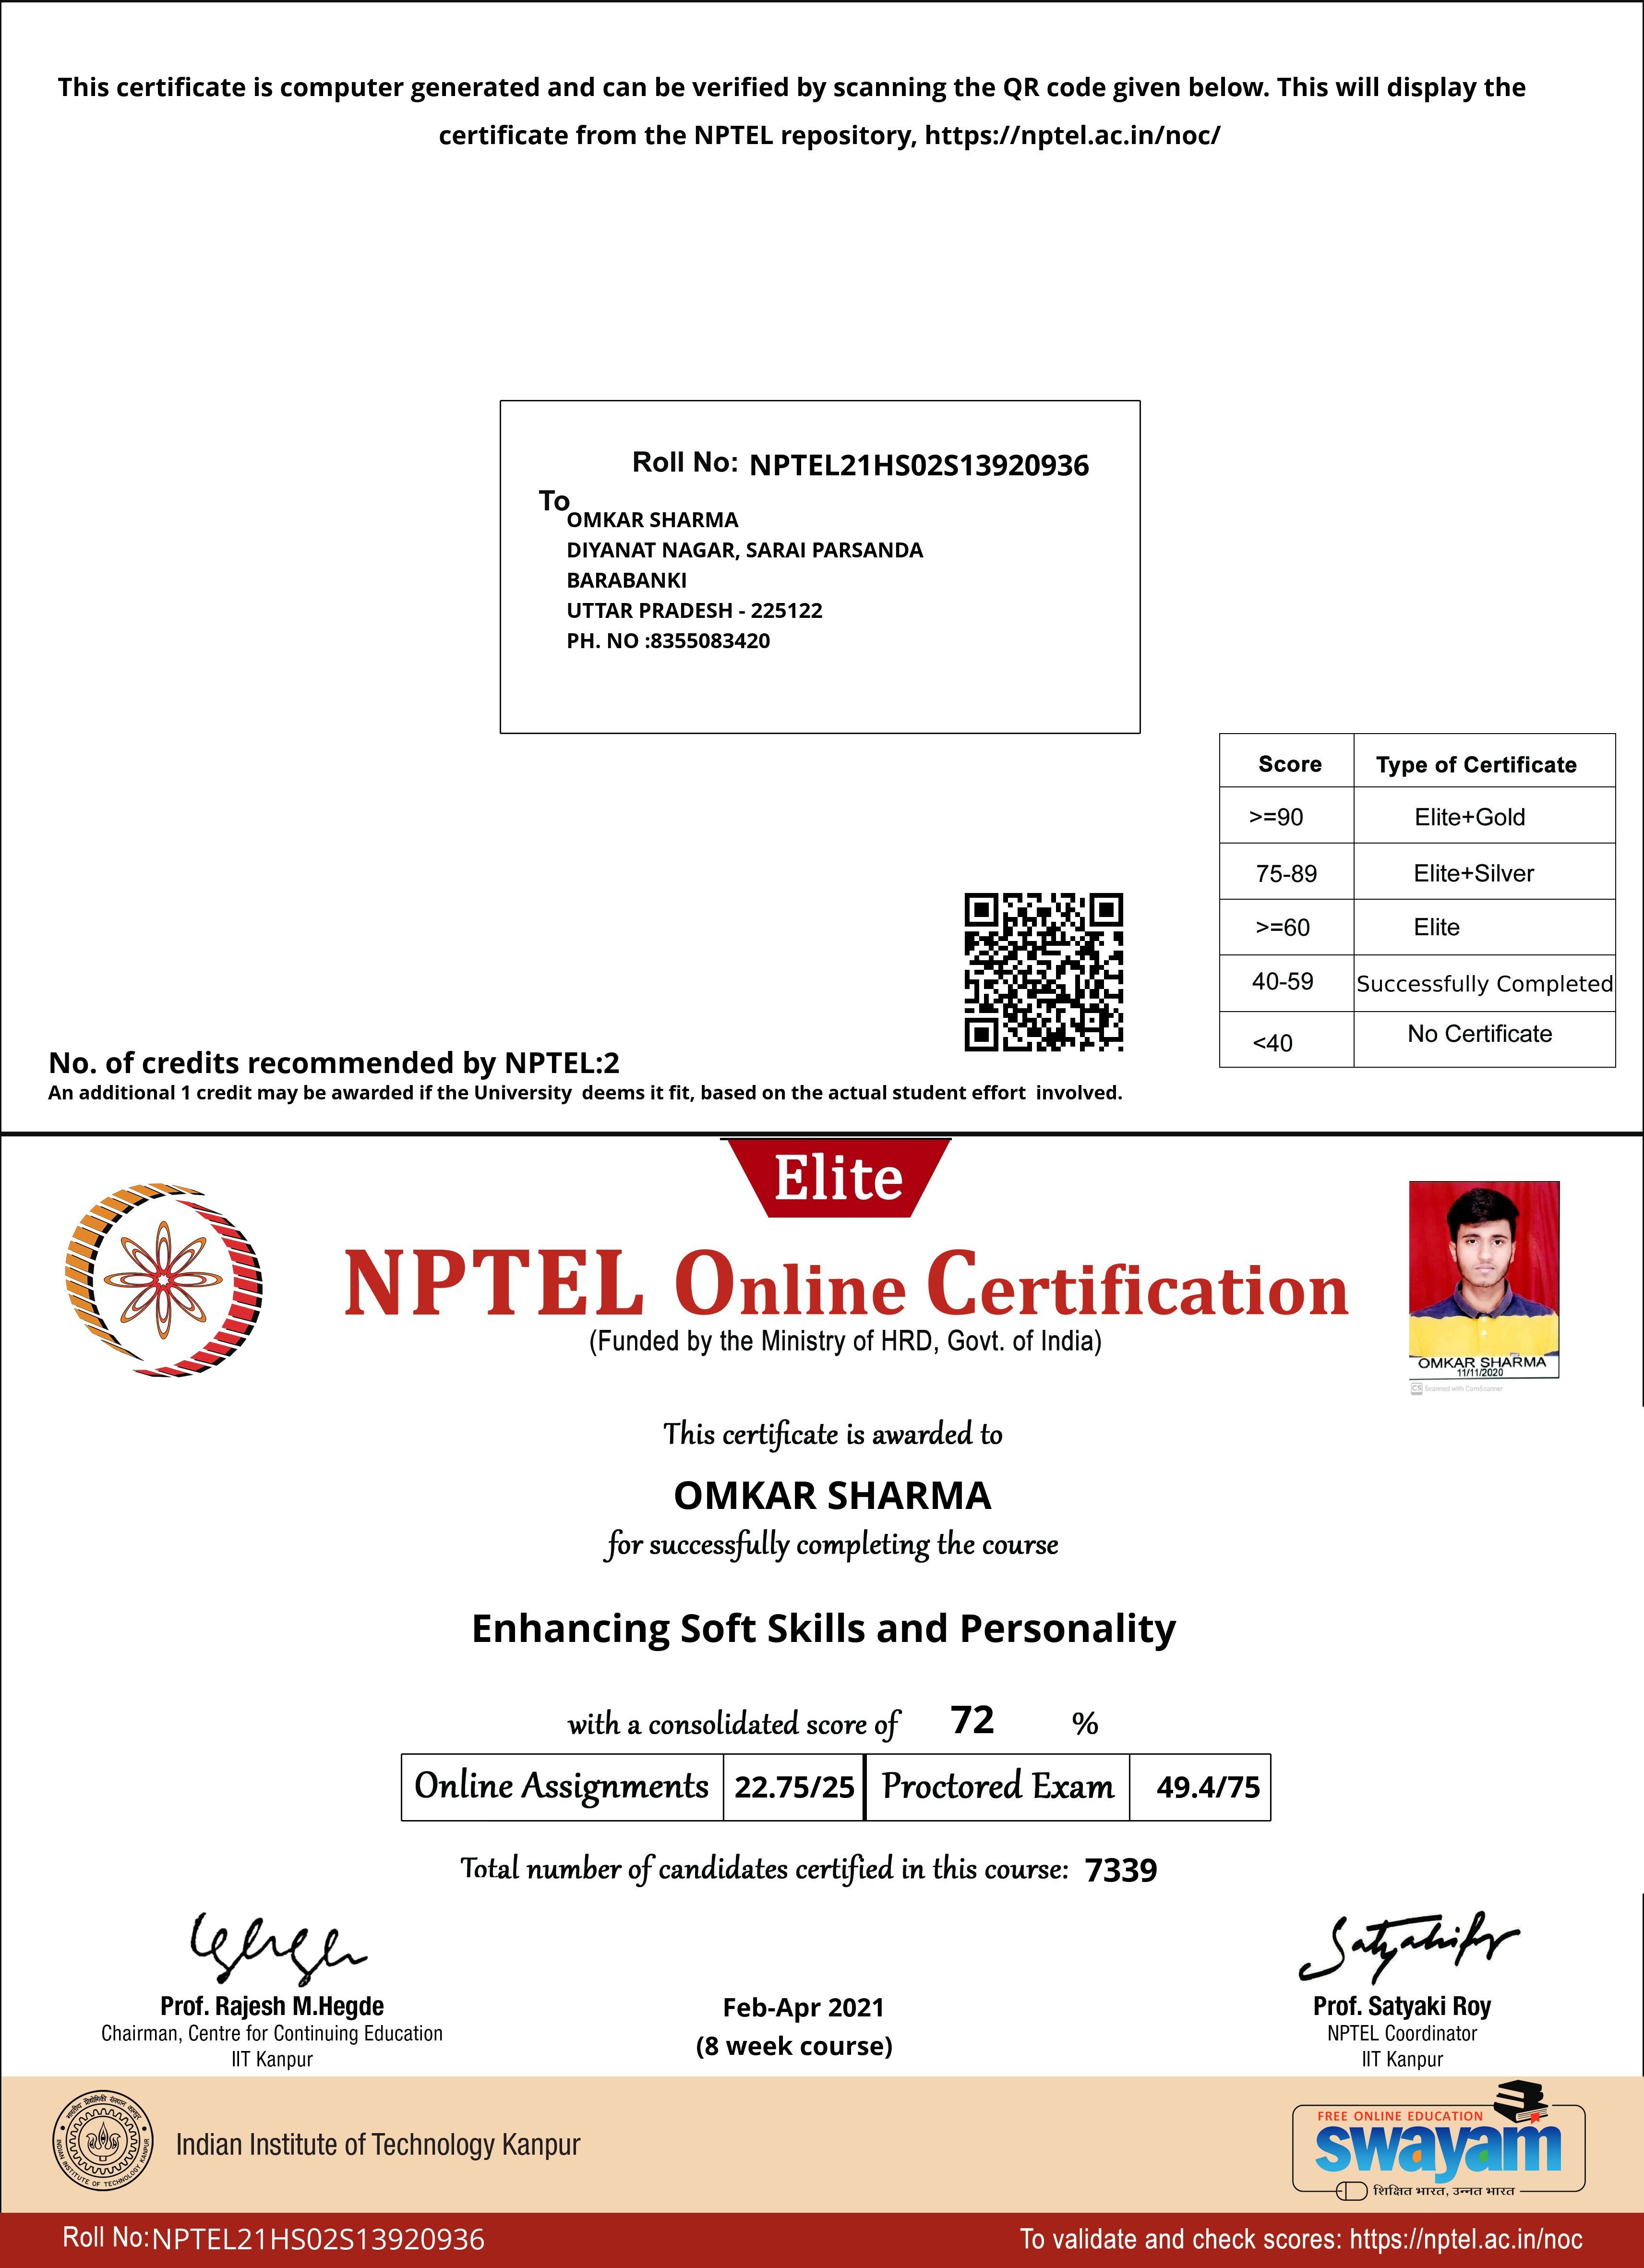 This certificate is computer generated and can be verified by scanning the QR code given below. This will display the
certificate from the NPTEL repository, https://nptel.ac.in/noc/
Roll No: NPTEL21HS02S13920936
To
OMKAR SHARMA
DIYANAT NAGAR, SARAI PARSANDA
BARABANKI
UTTAR PRADESH - 225122
PH. NO :8355083420
Score Type of Certificate
>=90 Elite+Gold
75-89 Elite+Silver
>=60 Elite
40-59 Successfully Completed
<40 No Certificate
No. of credits recommended by NPTEL:2
An additional 1 credit may be awarded if the University deems it fit, based on the actual student effort involved.
Elite
NPTEL Online Certification
(Funded by the Ministry of HRD, Govt. of India)
OMKAR SHARMA
11/11/2020
CS Scanned with CamScanner
This certificate is awarded to
OMKAR SHARMA
for successfully completing the course
Enhancing Soft Skills and Personality
with a consolidated score of 72 %
Online Assignments 22.75/25 Proctored Exam 49.4/75
Total number of candidates certified in this course: 7339
Prof. Rajesh M.Hegde
Chairman, Centre for Continuing Education
IIT Kanpur
Feb-Apr 2021
(8 week course)
Prof. Satyaki Roy
NPTEL Coordinator
IIT Kanpur
भारतीय प्रौद्योगिकी संस्थान कानपुर
INDIAN INSTITUTE OF TECHNOLOGY KANPUR
Indian Institute of Technology Kanpur
FREE ONLINE EDUCATION
swayam
शिक्षित भारत, उन्नत भारत
Roll No: NPTEL21HS02S13920936
To validate and check scores: https://nptel.ac.in/noc